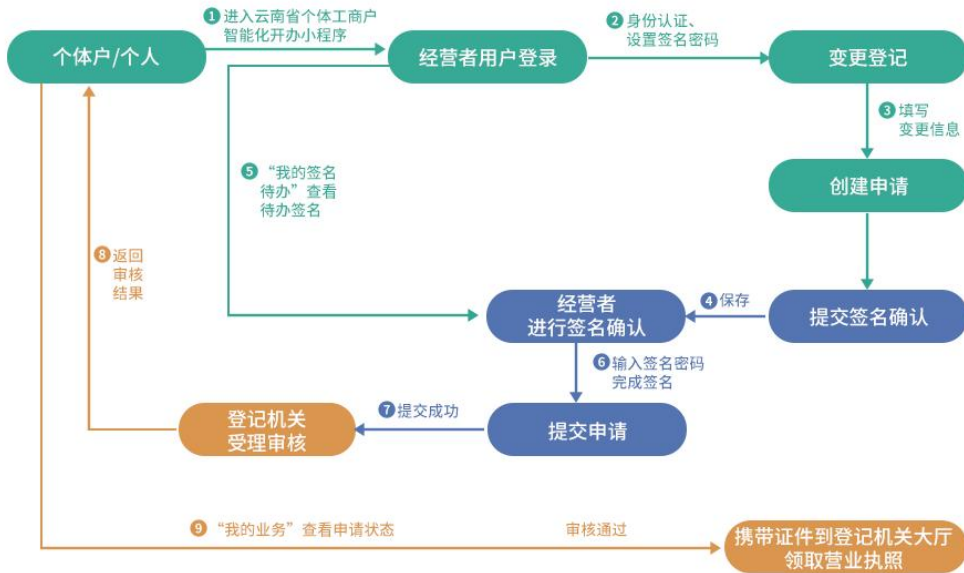 ❶进入云南省个体工商户
智能化开办小程序
❷身份认证、
设置签名密码
个体户/个人
经营者用户登录
变更登记
❸填写
变更信息
❺“我的签名
待办”查看
待办签名
创建申请
❽返回
审核
结果
经营者
进行签名确认
❹保存
提交签名确认
❻输入签名密码
完成签名
登记机关
受理审核
❼提交成功
提交申请
❾“我的业务”查看申请状态
审核通过
携带证件到登记机关大厅
领取营业执照